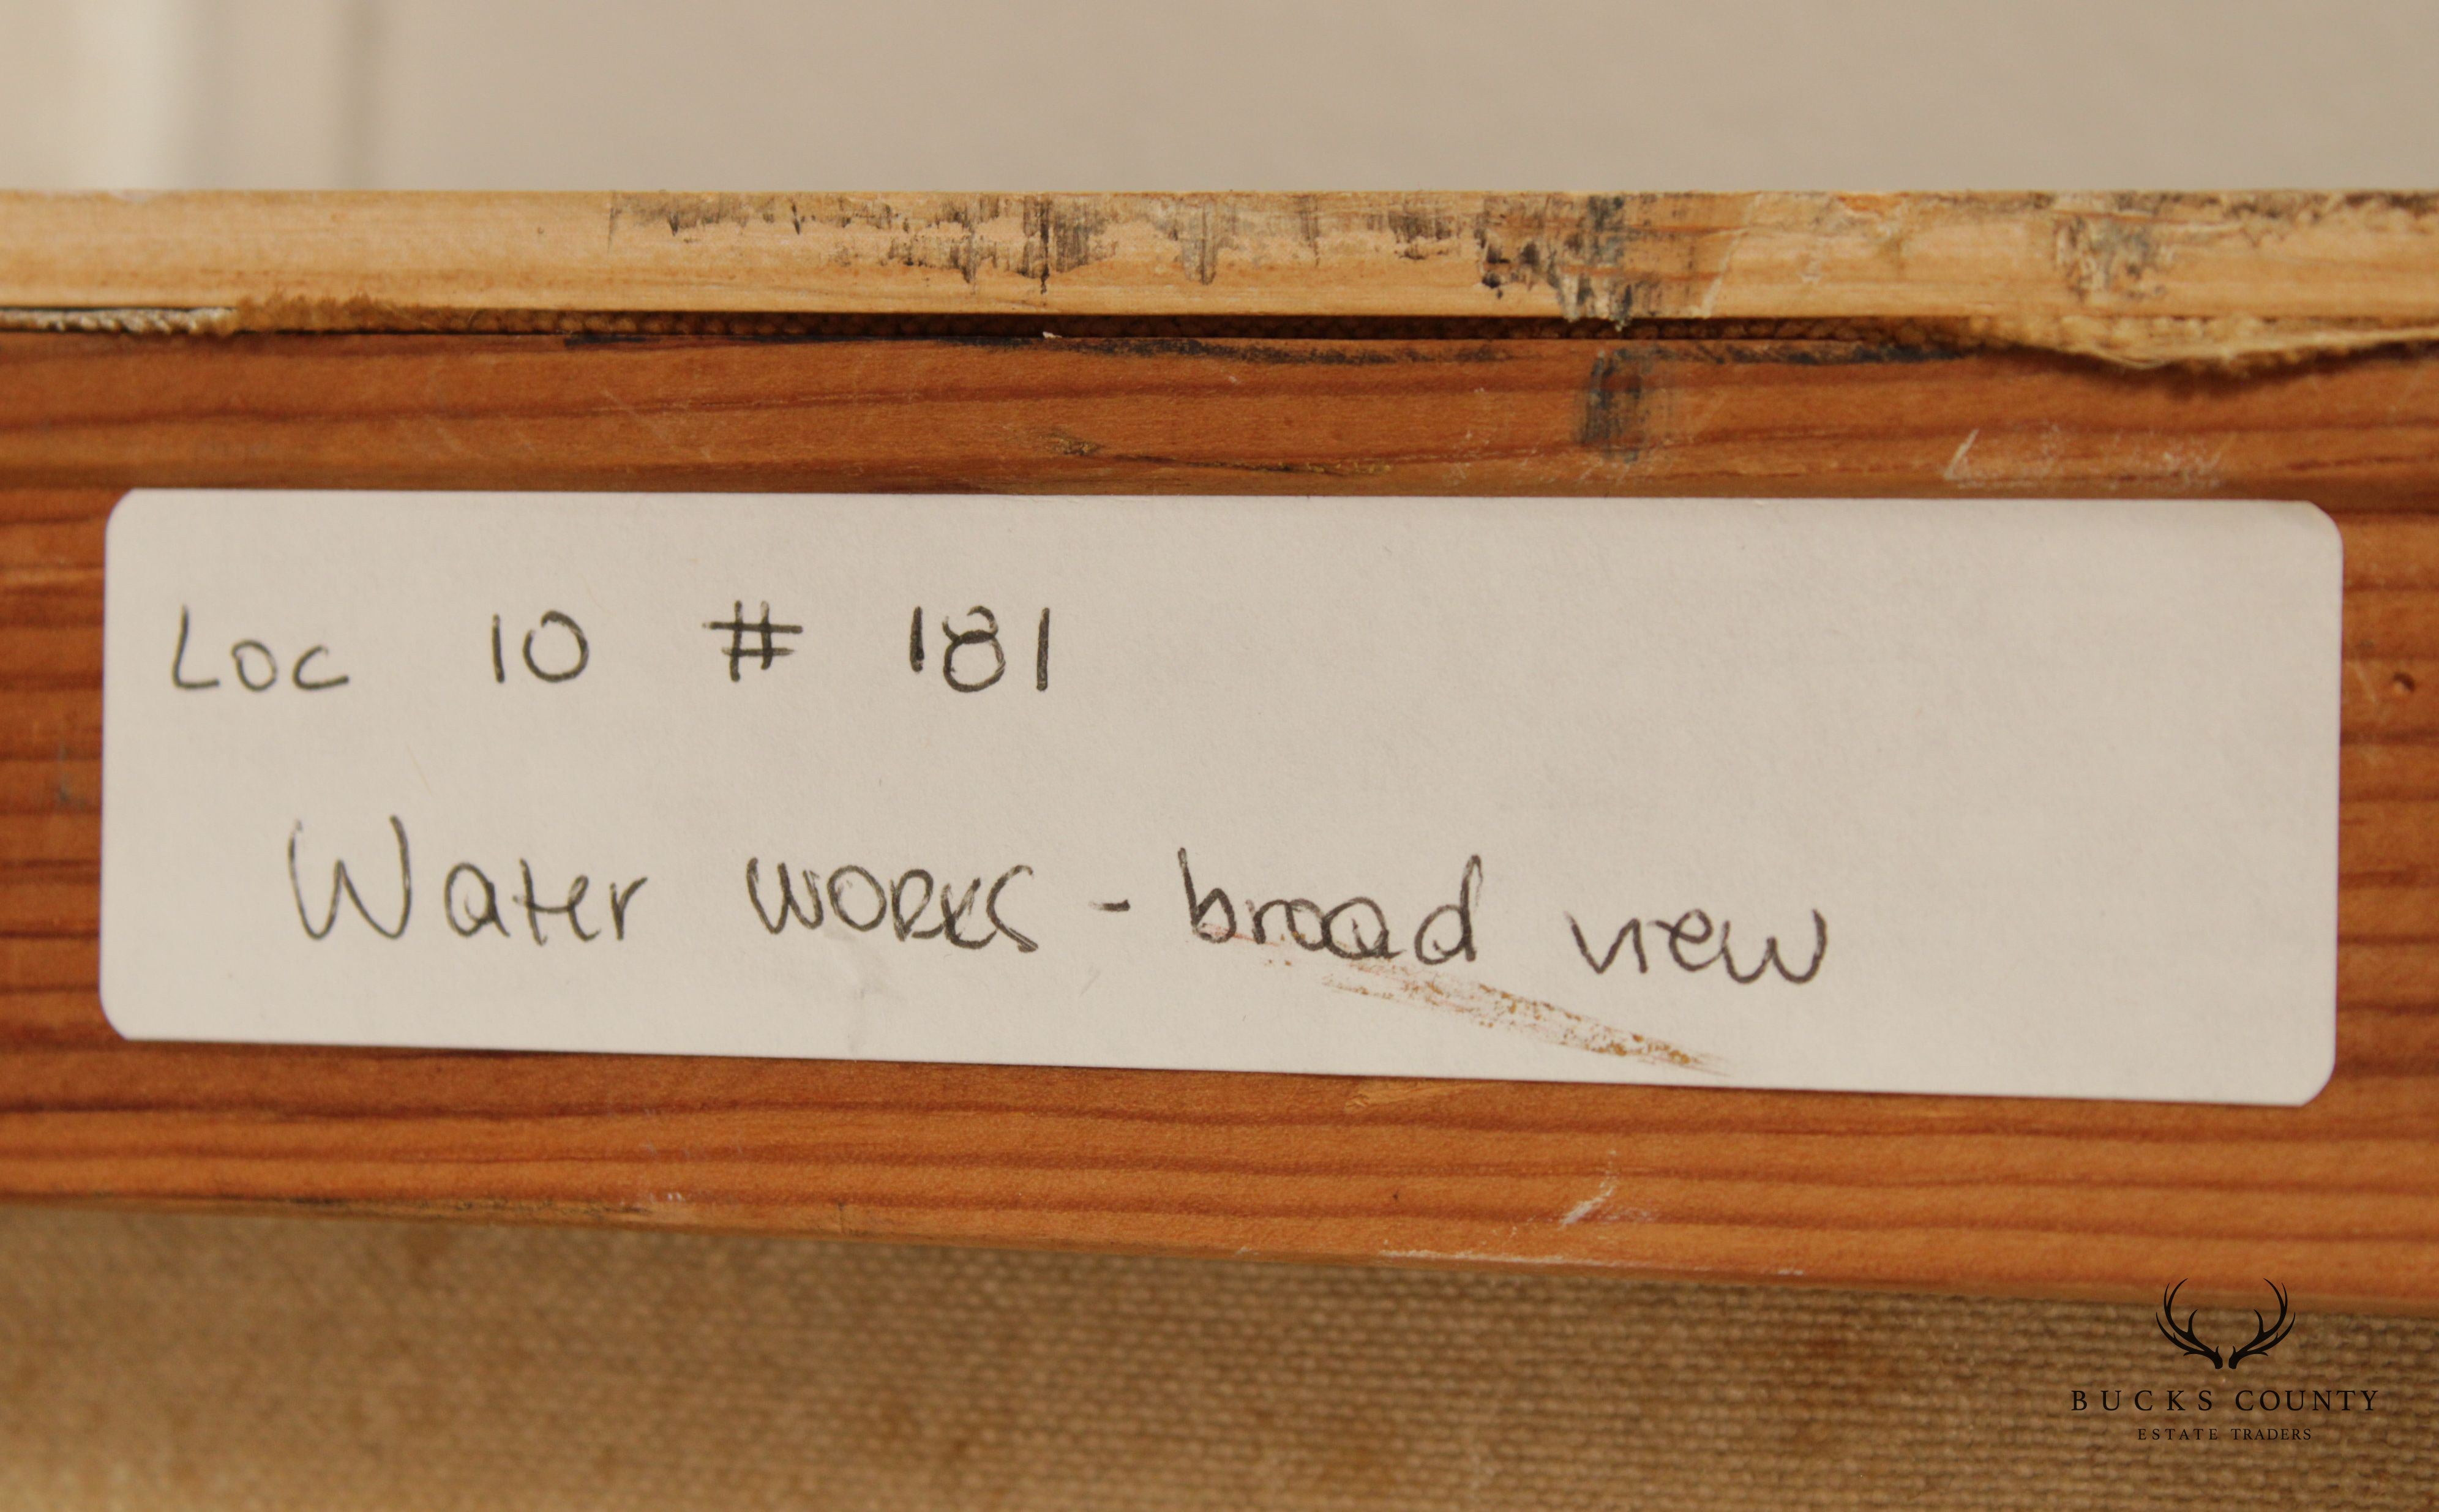 Loc 10 # 181
Water works - broad view
BUCKS COUNTY
ESTATE TRADERS